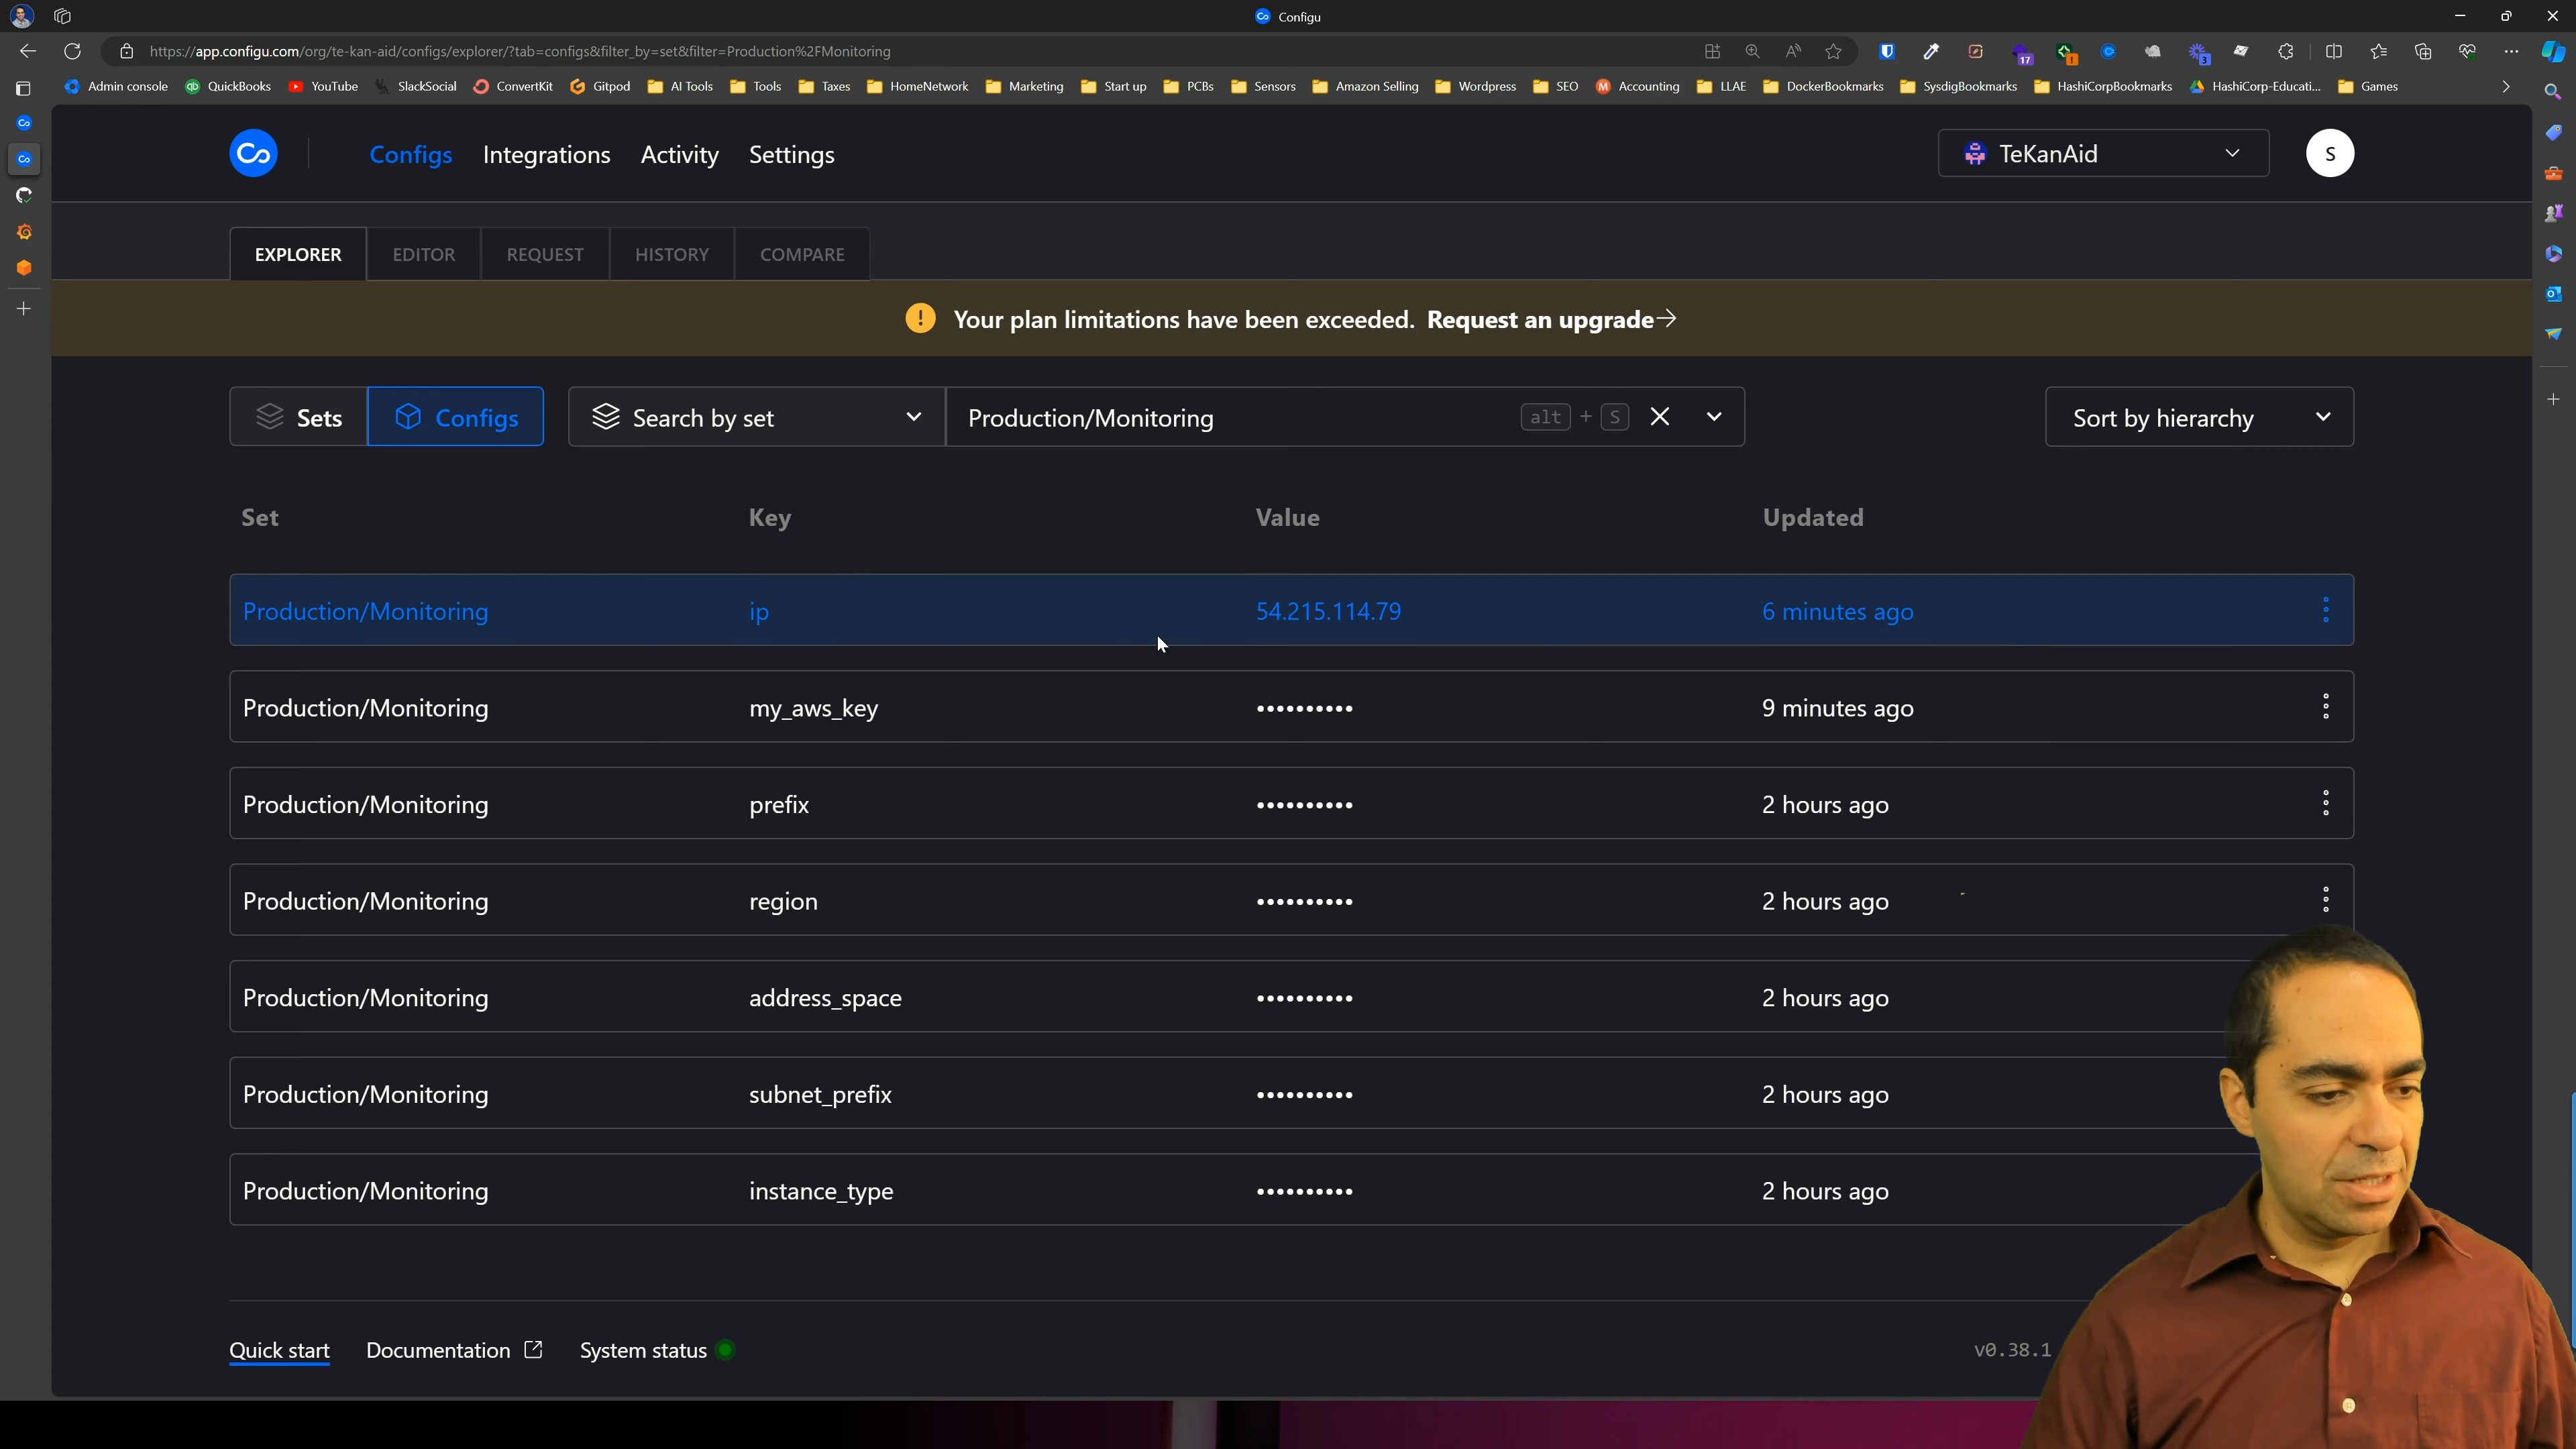 Configu
https://app.configu.com/org/te-kan-aid/configs/explorer/?tab=configs&filter_by=set&filter=Production%2FMonitoring
17
3
Admin console QuickBooks YouTube SlackSocial ConvertKit Gitpod AI Tools Tools Taxes HomeNetwork Marketing Start up PCBs Sensors Amazon Selling Wordpress SEO Accounting LLAE DockerBookmarks SysdigBookmarks HashiCorpBookmarks HashiCorp-Educati... Games
Configs Integrations Activity Settings TeKanAid S
EXPLORER EDITOR REQUEST HISTORY COMPARE
Your plan limitations have been exceeded. Request an upgrade
Sets Configs Search by set Production/Monitoring alt + S Sort by hierarchy
Set Key Value Updated
Production/Monitoring ip 54.215.114.79 6 minutes ago
Production/Monitoring my_aws_key •••••••••• 9 minutes ago
Production/Monitoring prefix •••••••••• 2 hours ago
Production/Monitoring region •••••••••• 2 hours ago
Production/Monitoring address_space •••••••••• 2 hours ago
Production/Monitoring subnet_prefix •••••••••• 2 hours ago
Production/Monitoring instance_type •••••••••• 2 hours ago
Quick start Documentation System status v0.38.1